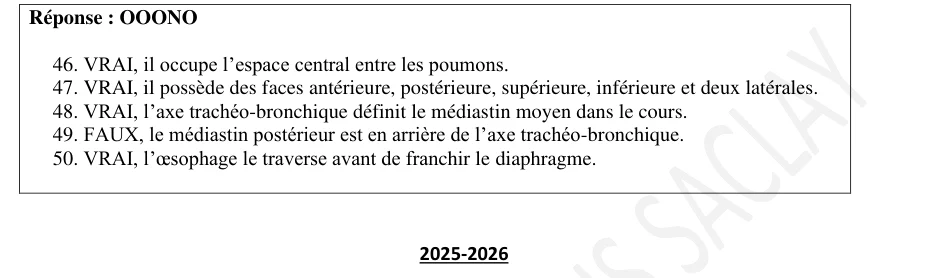 Réponse : OOONO
46. VRAI, il occupe l’espace central entre les poumons.
47. VRAI, il possède des faces antérieure, postérieure, supérieure, inférieure et deux latérales.
48. VRAI, l’axe trachéo-bronchique définit le médiastin moyen dans le cours.
49. FAUX, le médiastin postérieur est en arrière de l’axe trachéo-bronchique.
50. VRAI, l’œsophage le traverse avant de franchir le diaphragme.
2025-2026
SACLAY